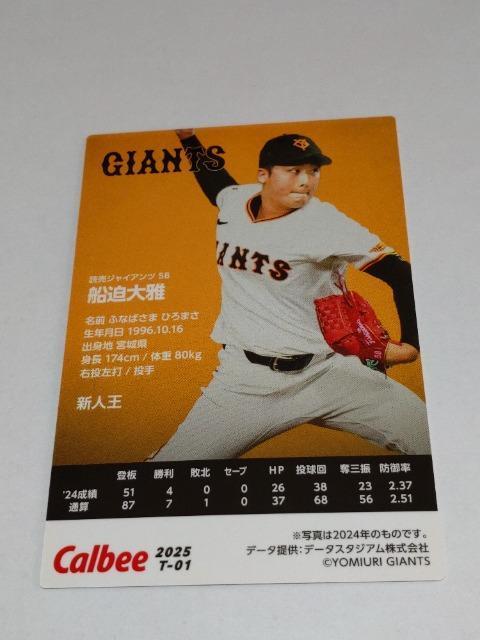 GIANTS
GIANTS
読売ジャイアンツ 58
船迫大雅
名前 ふなばさま ひろまさ
生年月日 1996.10.16
出身地 宮城県
身長 174cm / 体重 80kg
右投左打 / 投手
新人王
登板 勝利 敗北 セーブ HP 投球回 奪三振 防御率
'24成績 51 4 0 0 26 38 23 2.37
通算 87 7 1 0 37 68 56 2.51
Calbee 2025
T-01
※写真は2024年のものです。
データ提供:データスタジアム株式会社
©YOMIURI GIANTS